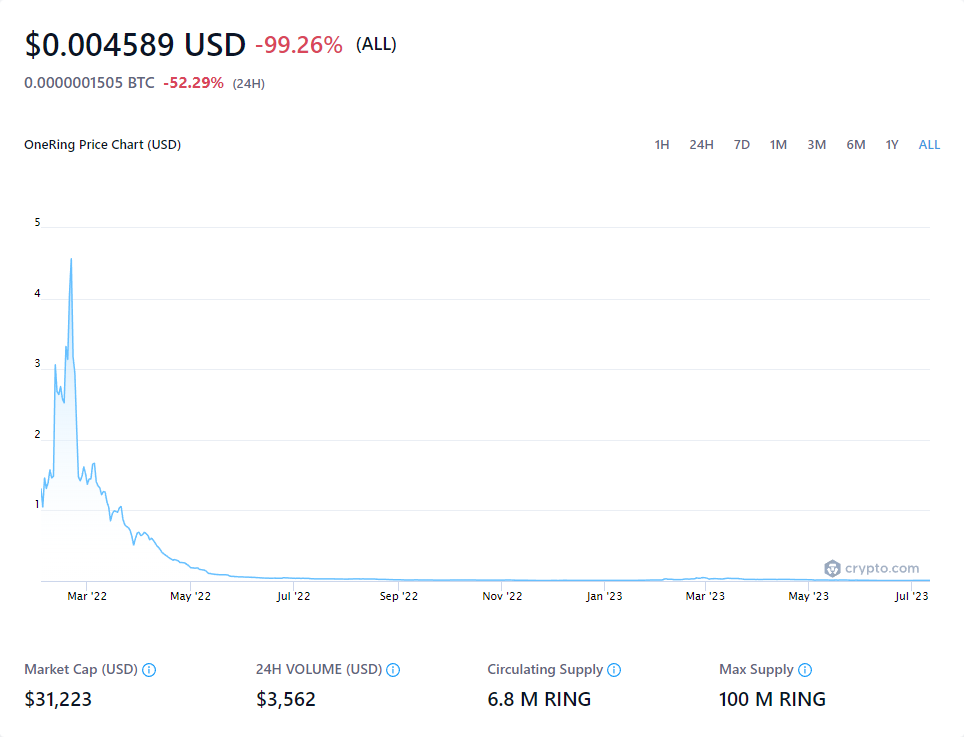 $0.004589 USD -99.26% (ALL)
0.0000001505 BTC -52.29% (24H)
OneRing Price Chart (USD) 1H 24H 7D 1M 3M 6M 1Y ALL
5
4
3
2
1
crypto.com
Mar '22 May '22 Jul '22 Sep '22 Nov '22 Jan '23 Mar '23 May '23 Jul '23
Market Cap (USD) 24H VOLUME (USD) Circulating Supply Max Supply
$31,223 $3,562 6.8 M RING 100 M RING